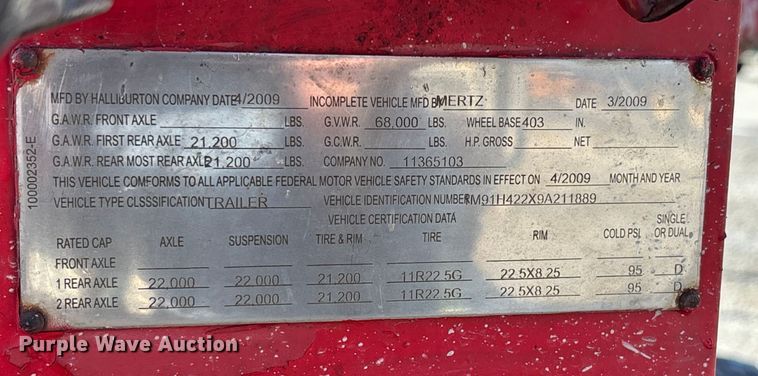 MFD BY HALLIBURTON COMPANY DATE 4/2009 INCOMPLETE VEHICLE MFD BY MERTZ DATE 3/2009
G.A.W.R. FRONT AXLE LBS. G.V.W.R. 68,000 LBS. WHEEL BASE 403 IN.
G.A.W.R. FIRST REAR AXLE 21,200 LBS. G.C.W.R. LBS. H.P. GROSS NET
G.A.W.R. REAR MOST REAR AXLE 21,200 LBS. COMPANY NO. 11365103
THIS VEHICLE COMFORMS TO ALL APPLICABLE FEDERAL MOTOR VEHICLE SAFETY STANDARDS IN EFFECT ON 4/2009 MONTH AND YEAR
VEHICLE TYPE CLSSSIFICATION TRAILER VEHICLE IDENTIFICATION NUMBER M91H422X9A211889
VEHICLE CERTIFICATION DATA
RATED CAP AXLE SUSPENSION TIRE & RIM TIRE RIM COLD PSI. SINGLE OR DUAL
FRONT AXLE
1 REAR AXLE 22,000 22,000 21,200 11R22.5G 22.5X8.25 95 D
2 REAR AXLE 22,000 22,000 21,200 11R22.5G 22.5X8.25 95 D
100002352-E
Purple Wave Auction